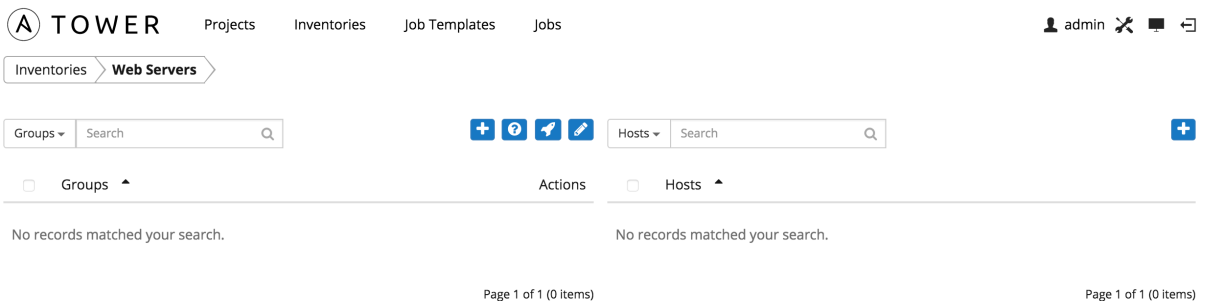 TOWER Projects Inventories Job Templates Jobs admin
Inventories Web Servers
Groups Search Hosts Search
Groups Actions Hosts
No records matched your search. No records matched your search.
Page 1 of 1 (0 items) Page 1 of 1 (0 items)